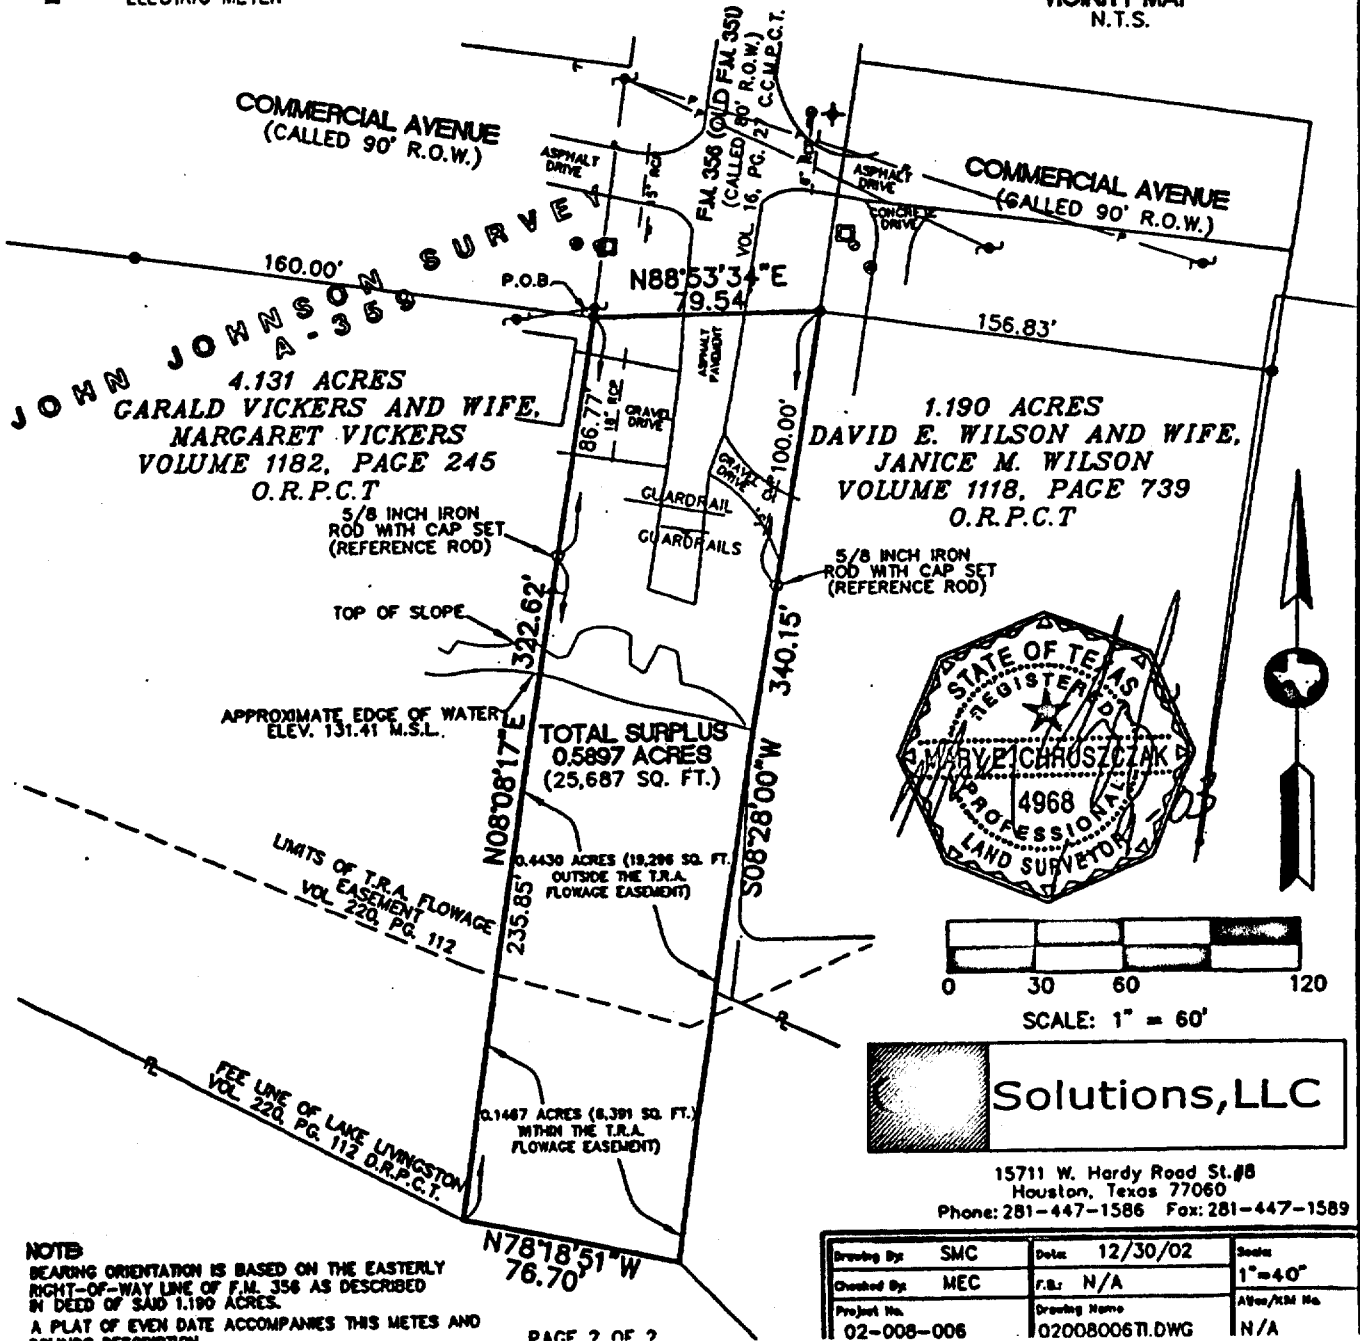 ELECTRIC METER
VICINITY MAP
N.T.S.
COMMERCIAL AVENUE
(CALLED 90' R.O.W.)
F.M. 356 (OLD F.M. 351)
(CALLED 80' R.O.W.)
VOL. 16, PG. 27 C.C.M.P.C.T.
ASPHALT
DRIVE
ASPHALT
DRIVE
CONCRETE
DRIVE
COMMERCIAL AVENUE
(CALLED 90' R.O.W.)
JOHN JOHNSON SURVEY
A-359
160.00'
P.O.B.
N88°53'34"E
79.54'
156.83'
ASPHALT
PAVEMENT
4.131 ACRES
GARALD VICKERS AND WIFE,
MARGARET VICKERS
VOLUME 1182, PAGE 245
O.R.P.C.T
86.77'
18" RCP
GRAVEL
DRIVE
GRAVEL
DRIVE
100.00'
1.190 ACRES
DAVID E. WILSON AND WIFE,
JANICE M. WILSON
VOLUME 1118, PAGE 739
O.R.P.C.T
GUARDRAIL
GUARDRAILS
5/8 INCH IRON
ROD WITH CAP SET
(REFERENCE ROD)
5/8 INCH IRON
ROD WITH CAP SET
(REFERENCE ROD)
TOP OF SLOPE
322.62'
340.15'
APPROXIMATE EDGE OF WATER
ELEV. 131.41 M.S.L.
N08°08'17"E
TOTAL SURPLUS
0.5897 ACRES
(25,687 SQ. FT.)
S08°28'00"W
STATE OF TEXAS
REGISTERED
MARY E. CHRUSZCZAK
4968
PROFESSIONAL
LAND SURVEYOR
LIMITS OF T.R.A. FLOWAGE
EASEMENT
VOL. 220, PG. 112
0.4430 ACRES (19,296 SQ. FT.
OUTSIDE THE T.R.A.
FLOWAGE EASEMENT)
235.85'
0 30 60 120
SCALE: 1" = 60'
FEE LINE OF LAKE LIVINGSTON
VOL. 220, PG. 112 D.R.P.C.T.
0.1467 ACRES (6,391 SQ. FT.)
WITHIN THE T.R.A.
FLOWAGE EASEMENT)
Solutions,LLC
15711 W. Hardy Road St.#8
Houston, Texas 77060
Phone: 281-447-1586 Fax: 281-447-1589
N78°18'51"W
76.70'
NOTE:
BEARING ORIENTATION IS BASED ON THE EASTERLY
RIGHT-OF-WAY LINE OF F.M. 356 AS DESCRIBED
IN DEED OF SAID 1.190 ACRES.
A PLAT OF EVEN DATE ACCOMPANIES THIS METES AND
BOUNDS DESCRIPTION.
PAGE 2 OF 2
Drawing By: SMC
Date: 12/30/02
Scale:
1"=40"
Checked By: MEC
F.B.: N/A
Project No.
02-008-006
Drawing Name
02008006TI.DWG
N/A